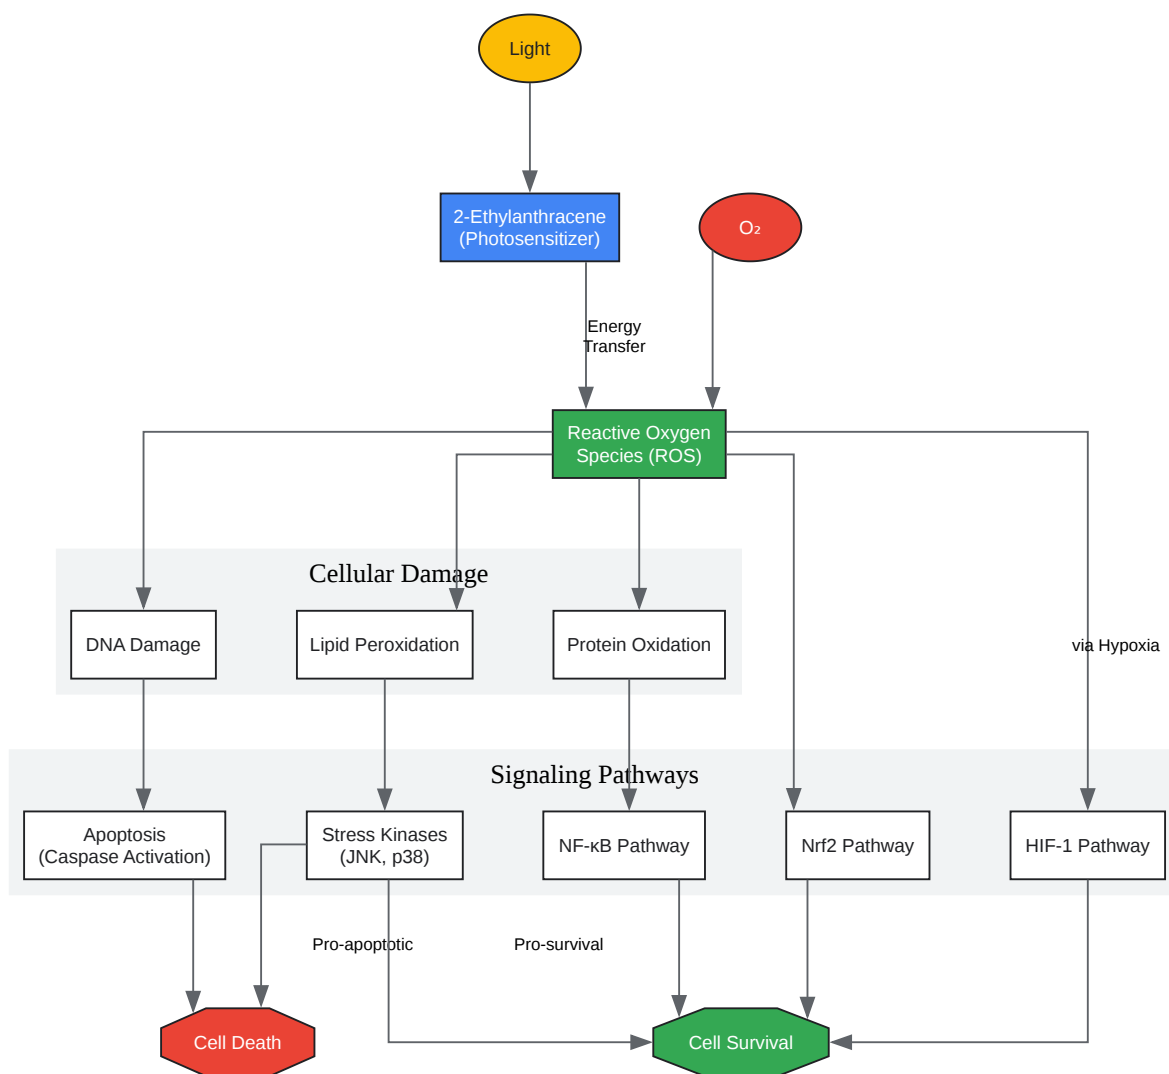 Light
2-Ethylanthracene
(Photosensitizer)
O₂
Energy
Transfer
Reactive Oxygen
Species (ROS)
Cellular Damage
DNA Damage
Lipid Peroxidation
Protein Oxidation
via Hypoxia
Signaling Pathways
Apoptosis
(Caspase Activation)
Stress Kinases
(JNK, p38)
NF-κB Pathway
Nrf2 Pathway
HIF-1 Pathway
Pro-apoptotic
Pro-survival
Cell Death
Cell Survival